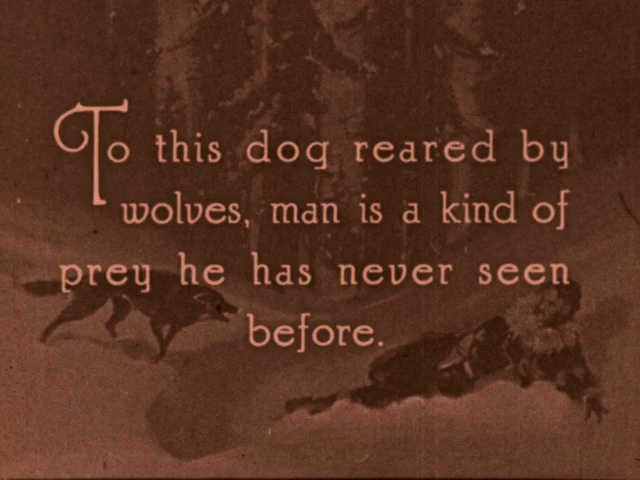 To this dog reared by
wolves, man is a kind of
prey he has never seen
before.